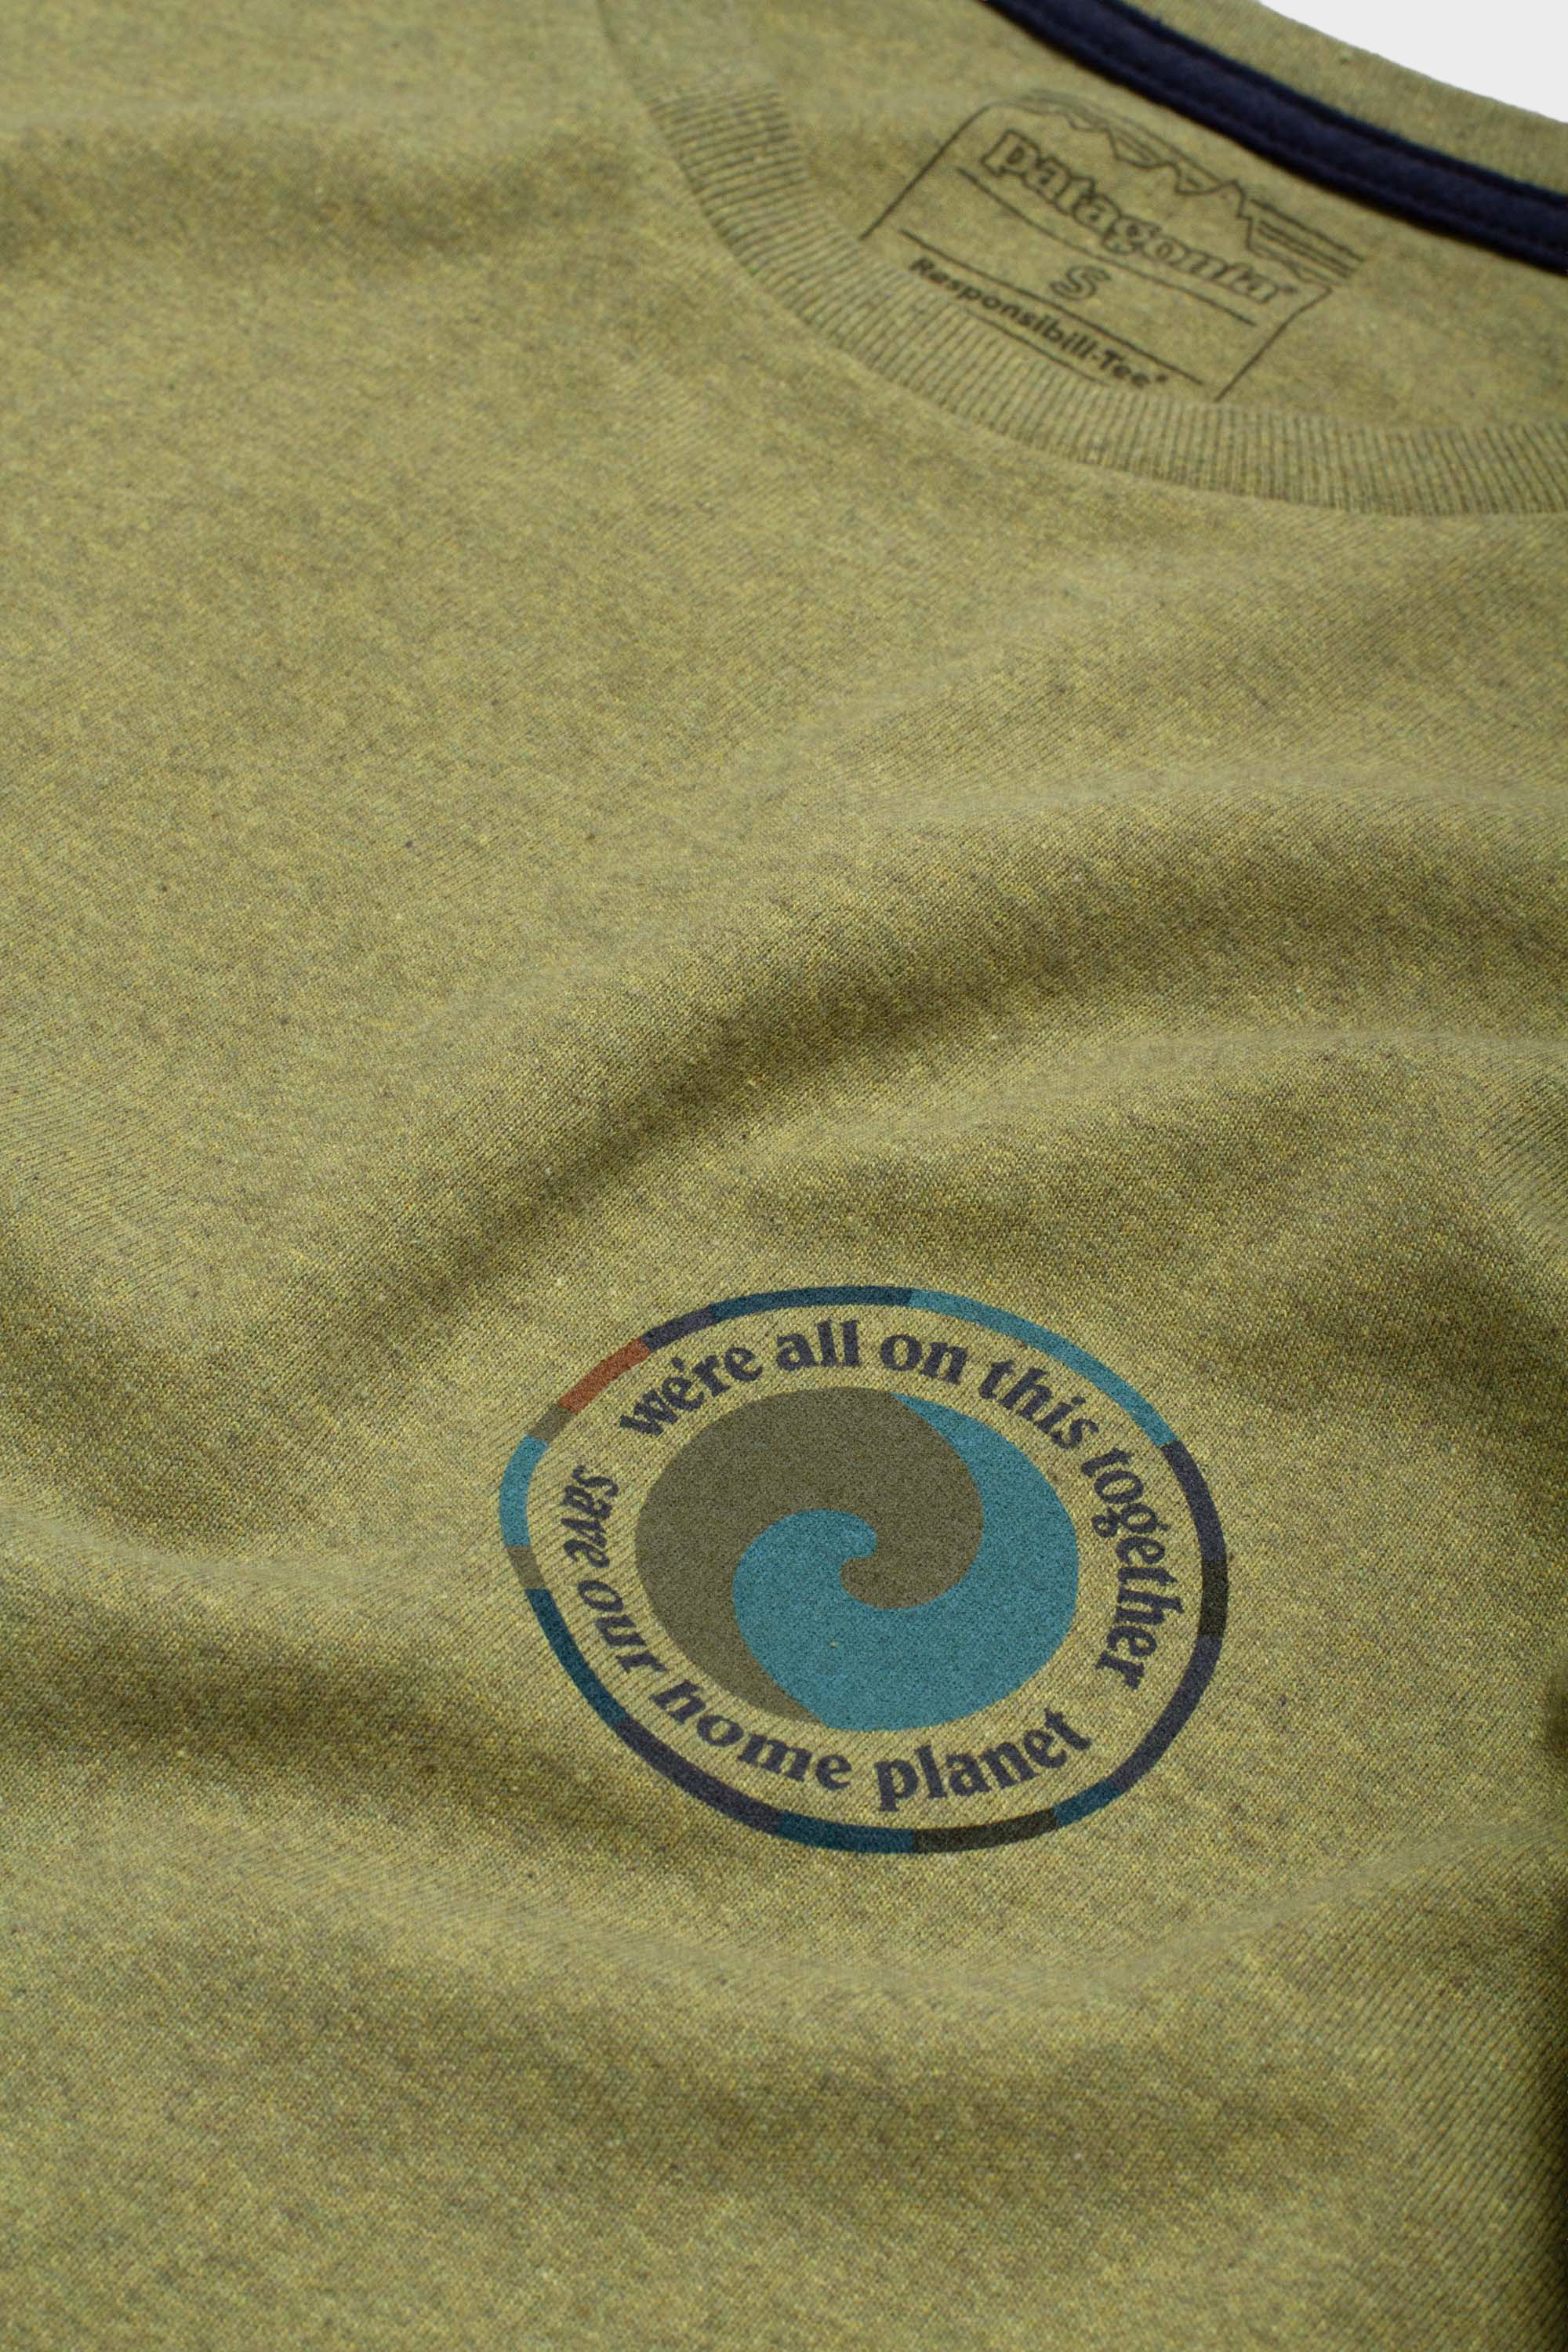 patagonia®
S
Responsibili-Tee®
we're all on this together
save our home planet